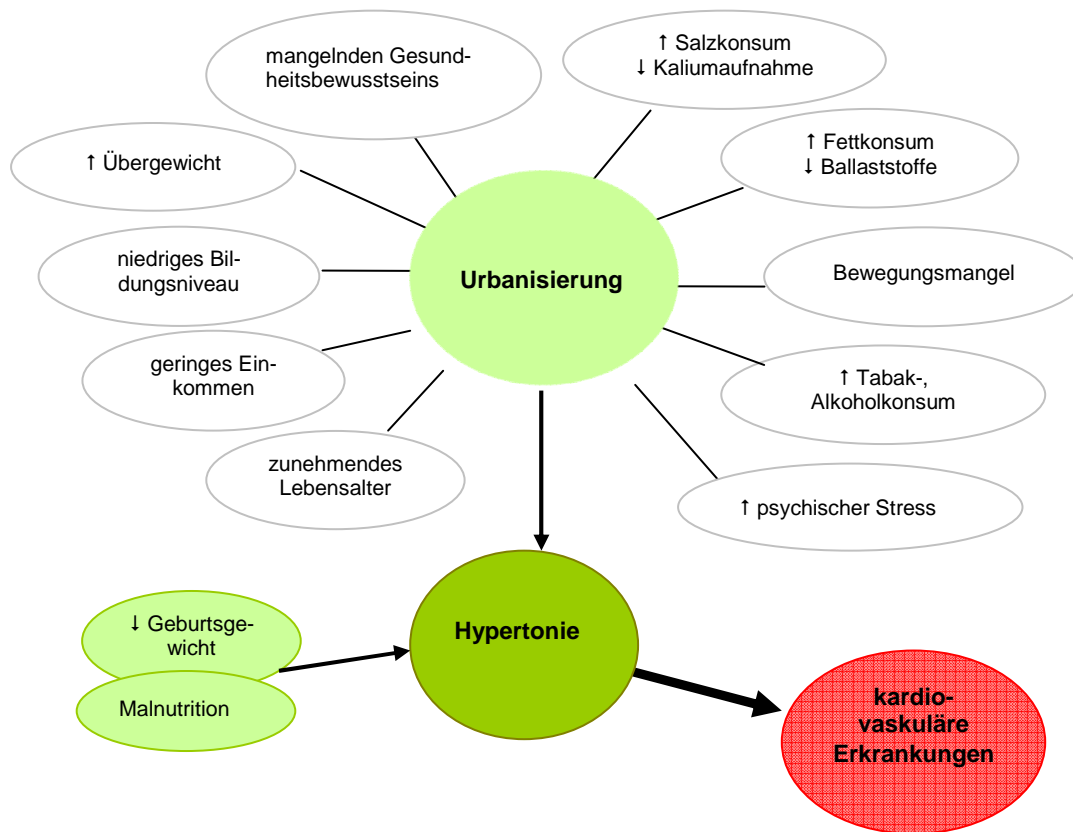 mangelnden Gesund-
heitsbewusstseins
↑ Salzkonsum
↓ Kaliumaufnahme
↑ Übergewicht
↑ Fettkonsum
↓ Ballaststoffe
niedriges Bil-
dungsniveau
Urbanisierung
Bewegungsmangel
geringes Ein-
kommen
↑ Tabak-,
Alkoholkonsum
zunehmendes
Lebensalter
↑ psychischer Stress
↓ Geburtsge-
wicht
Malnutrition
Hypertonie
kardio-
vaskuläre
Erkrankungen